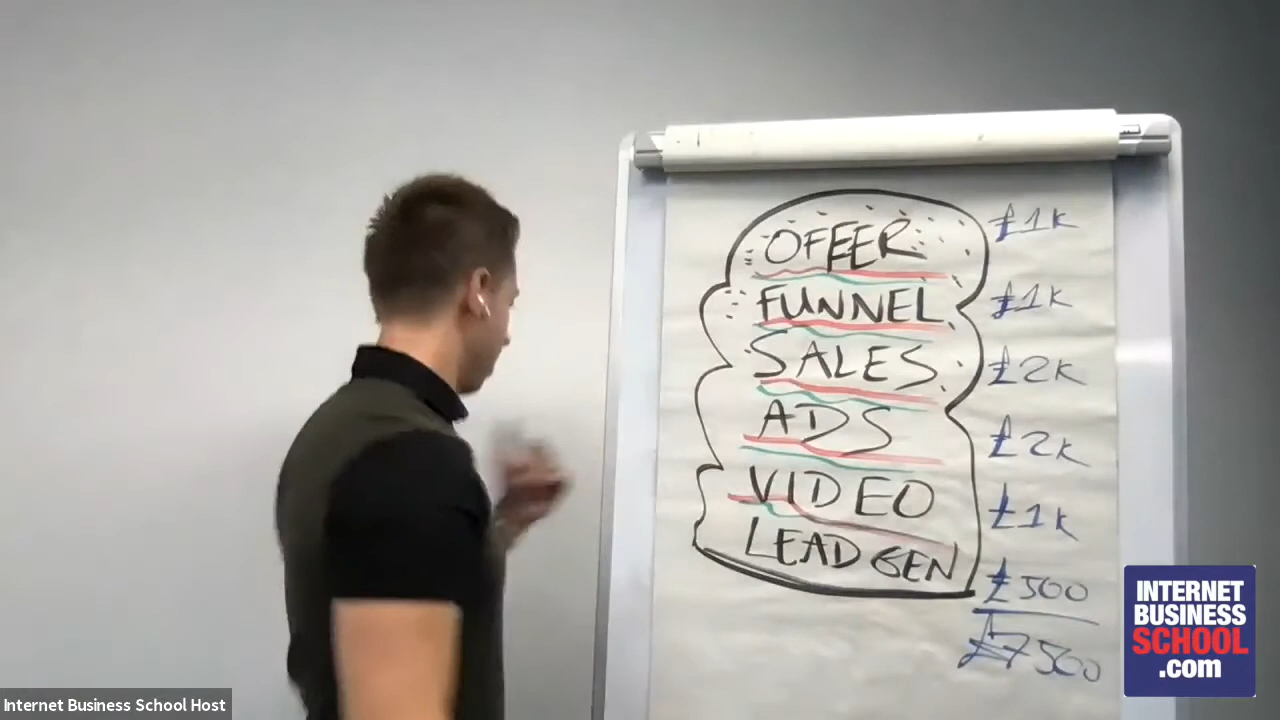 OFFER £1K
FUNNEL £1K
SALES £2K
ADS £2K
VIDEO £1K
LEAD GEN £500
£7500
INTERNET
BUSINESS
SCHOOL
.com
Internet Business School Host